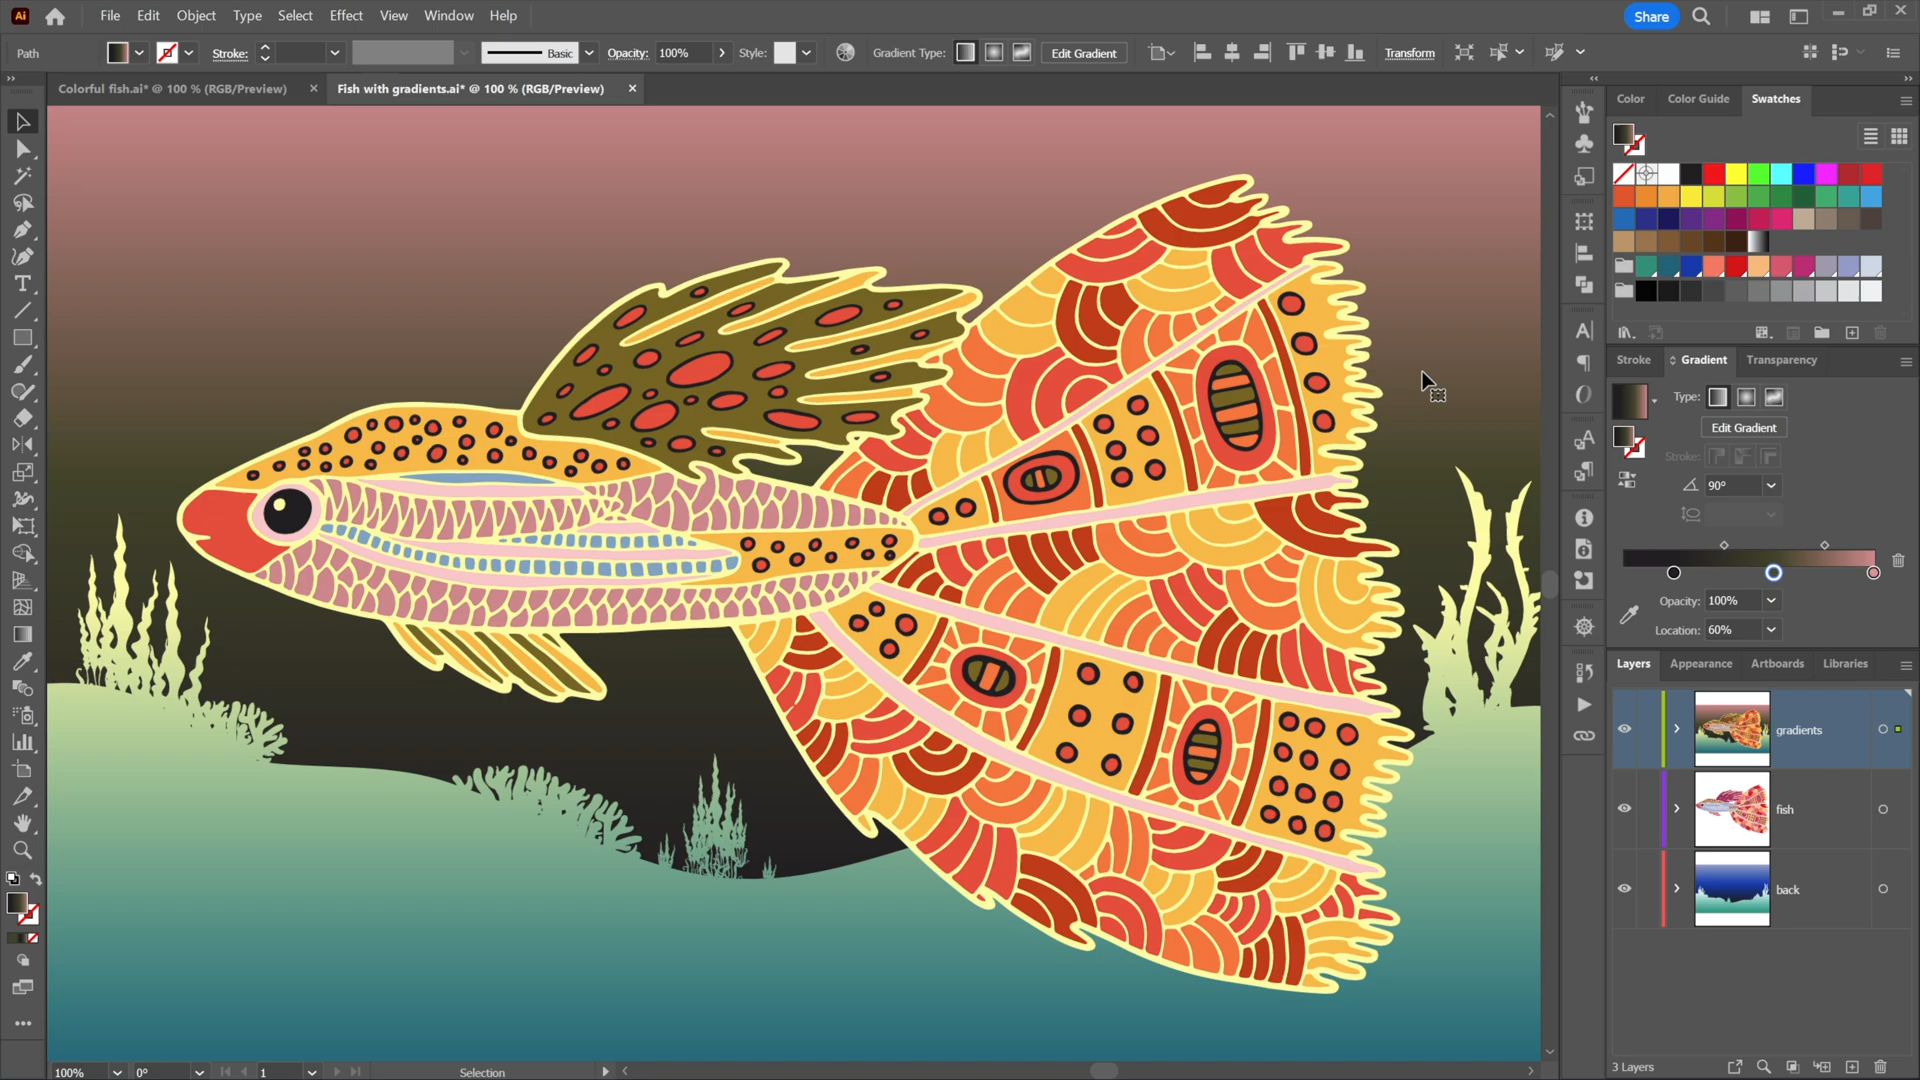 Ai File Edit Object Type Select Effect View Window Help Share
Path Stroke: Basic Opacity: 100% Style: Gradient Type: Edit Gradient Transform
Colorful fish.ai* @ 100 % (RGB/Preview) × Fish with gradients.ai* @ 100 % (RGB/Preview) ×
Color Color Guide Swatches
Stroke Gradient Transparency
Type:
Edit Gradient
Stroke:
90°
Opacity: 100%
Location: 60%
Layers Appearance Artboards Libraries
gradients
fish
back
3 Layers
100% 0° 1 Selection